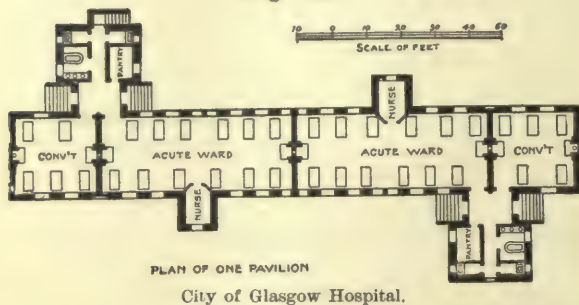 10 0 10 20 30 40 50 60
SCALE OF FEET
PANTRY
NURSE
CONV'T
ACUTE WARD
ACUTE WARD
CONV'T
NURSE
PANTRY
PLAN OF ONE PAVILION
City of Glasgow Hospital.